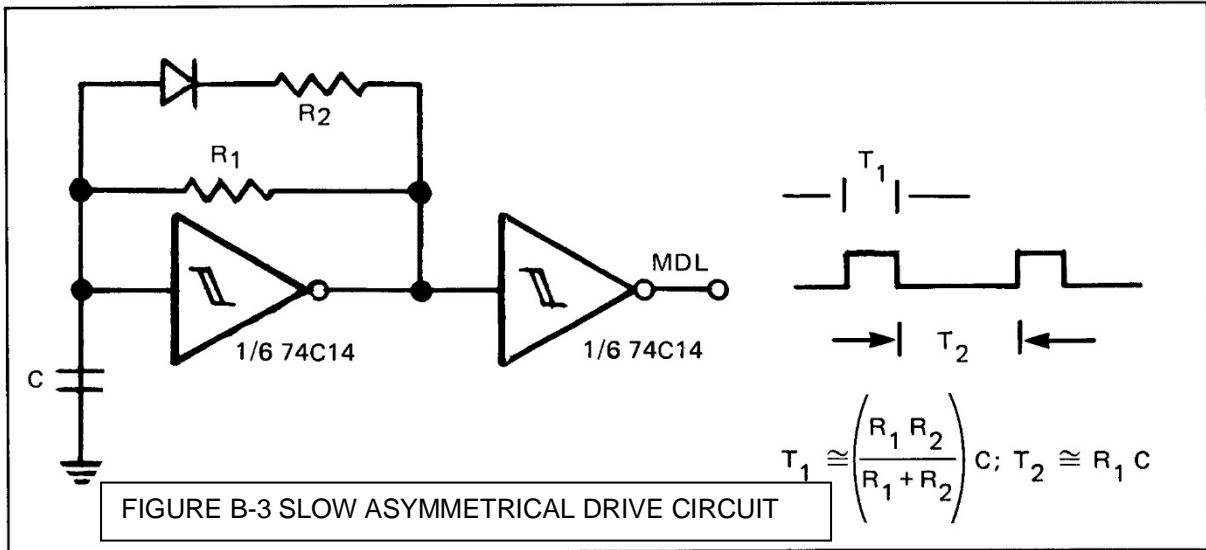 R2
R1
T1
MDL
1/6 74C14
1/6 74C14
T2
C
T1 ≅ (R1 R2 / R1 + R2) C; T2 ≅ R1 C
FIGURE B-3 SLOW ASYMMETRICAL DRIVE CIRCUIT